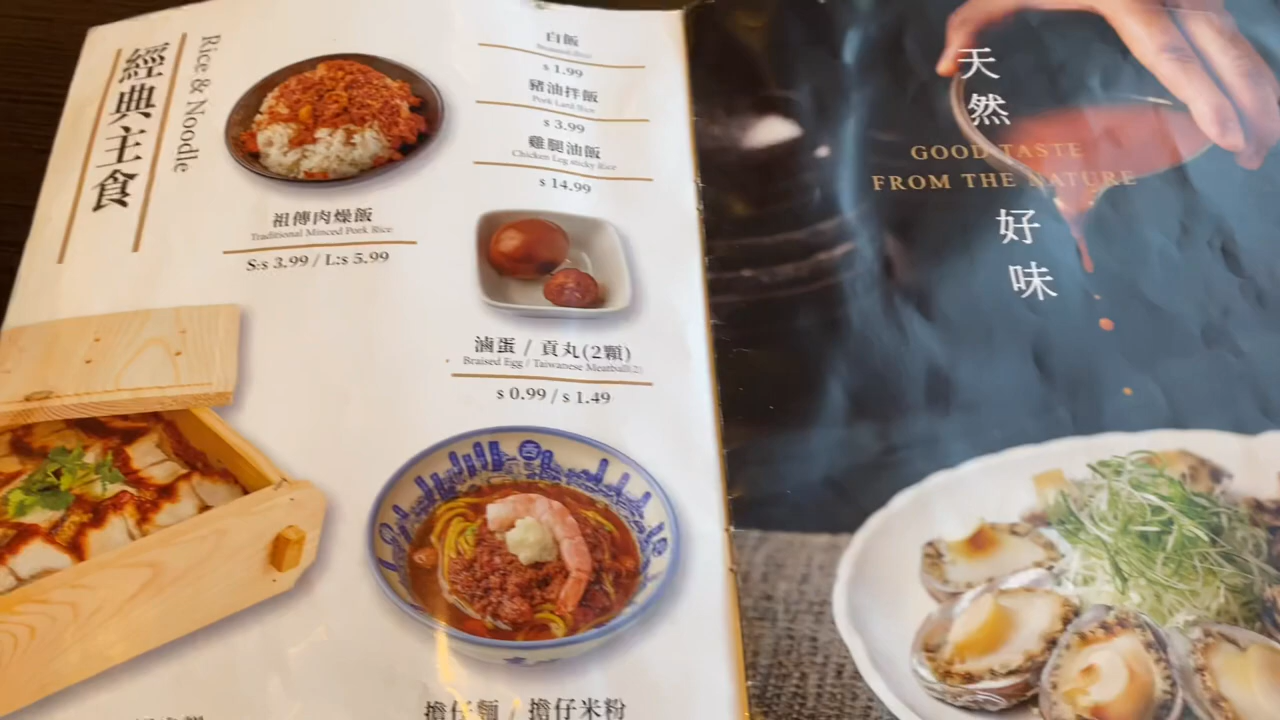 經典主食
Rice & Noodle
祖傳肉燥飯
Traditional Minced Pork Rice
S:$ 3.99 / L:$ 5.99
白飯
$ 1.99
豬油拌飯
Pork Lard Rice
$ 3.99
雞腿油飯
Chicken Leg sticky Rice
$ 14.99
滷蛋 / 貢丸(2顆)
Braised Egg / Taiwanese Meatball(2)
$ 0.99 / $ 1.49
西
擔仔麵 / 擔仔米粉
天然
GOOD TASTE
FROM THE NATURE
好味